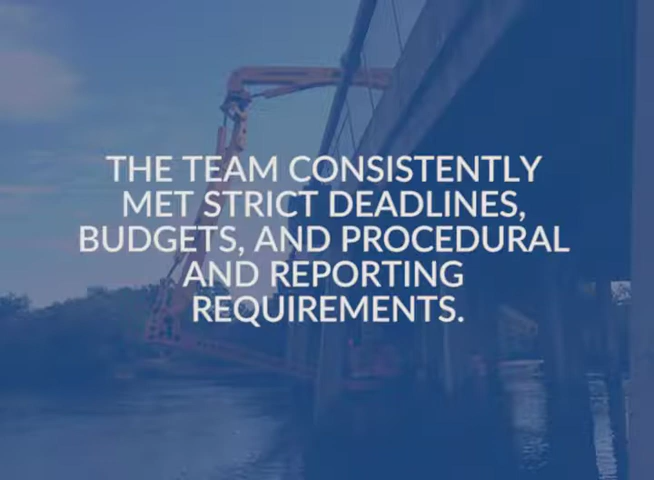 THE TEAM CONSISTENTLY
MET STRICT DEADLINES,
BUDGETS, AND PROCEDURAL
AND REPORTING
REQUIREMENTS.